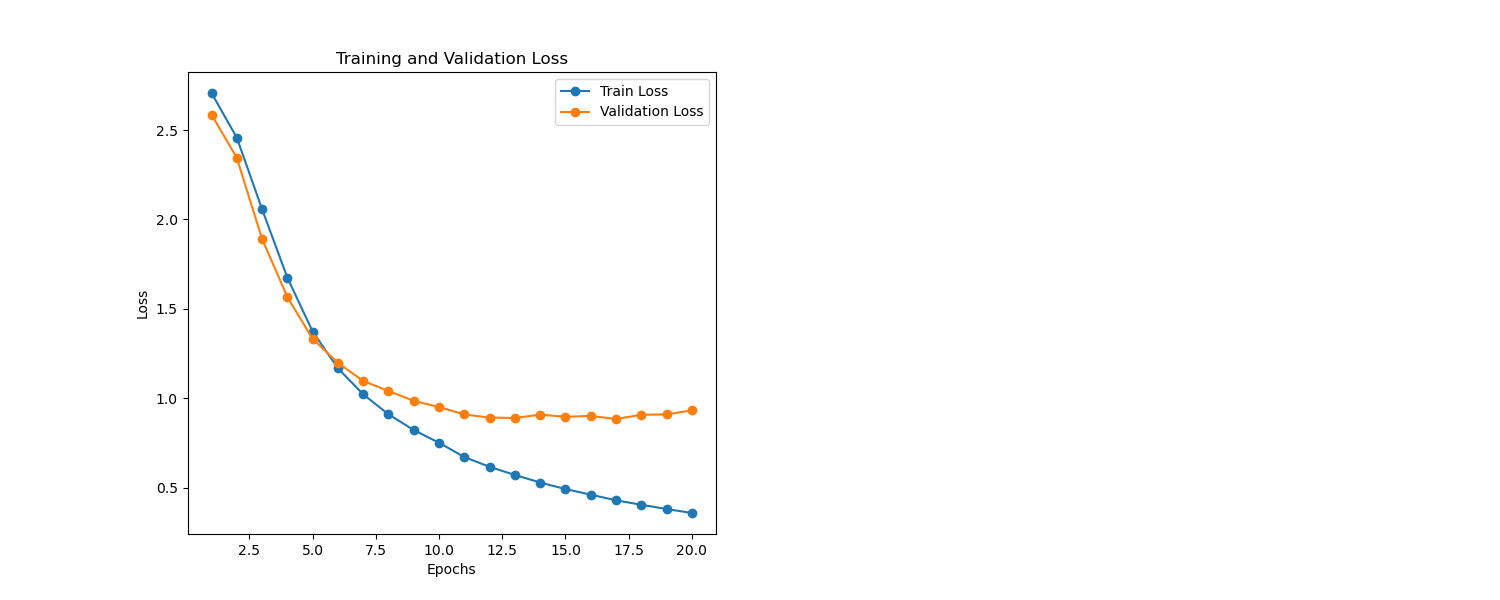 Training and Validation Loss
Train Loss
Validation Loss
2.5
2.0
1.5
1.0
0.5
Loss
2.5 5.0 7.5 10.0 12.5 15.0 17.5 20.0
Epochs